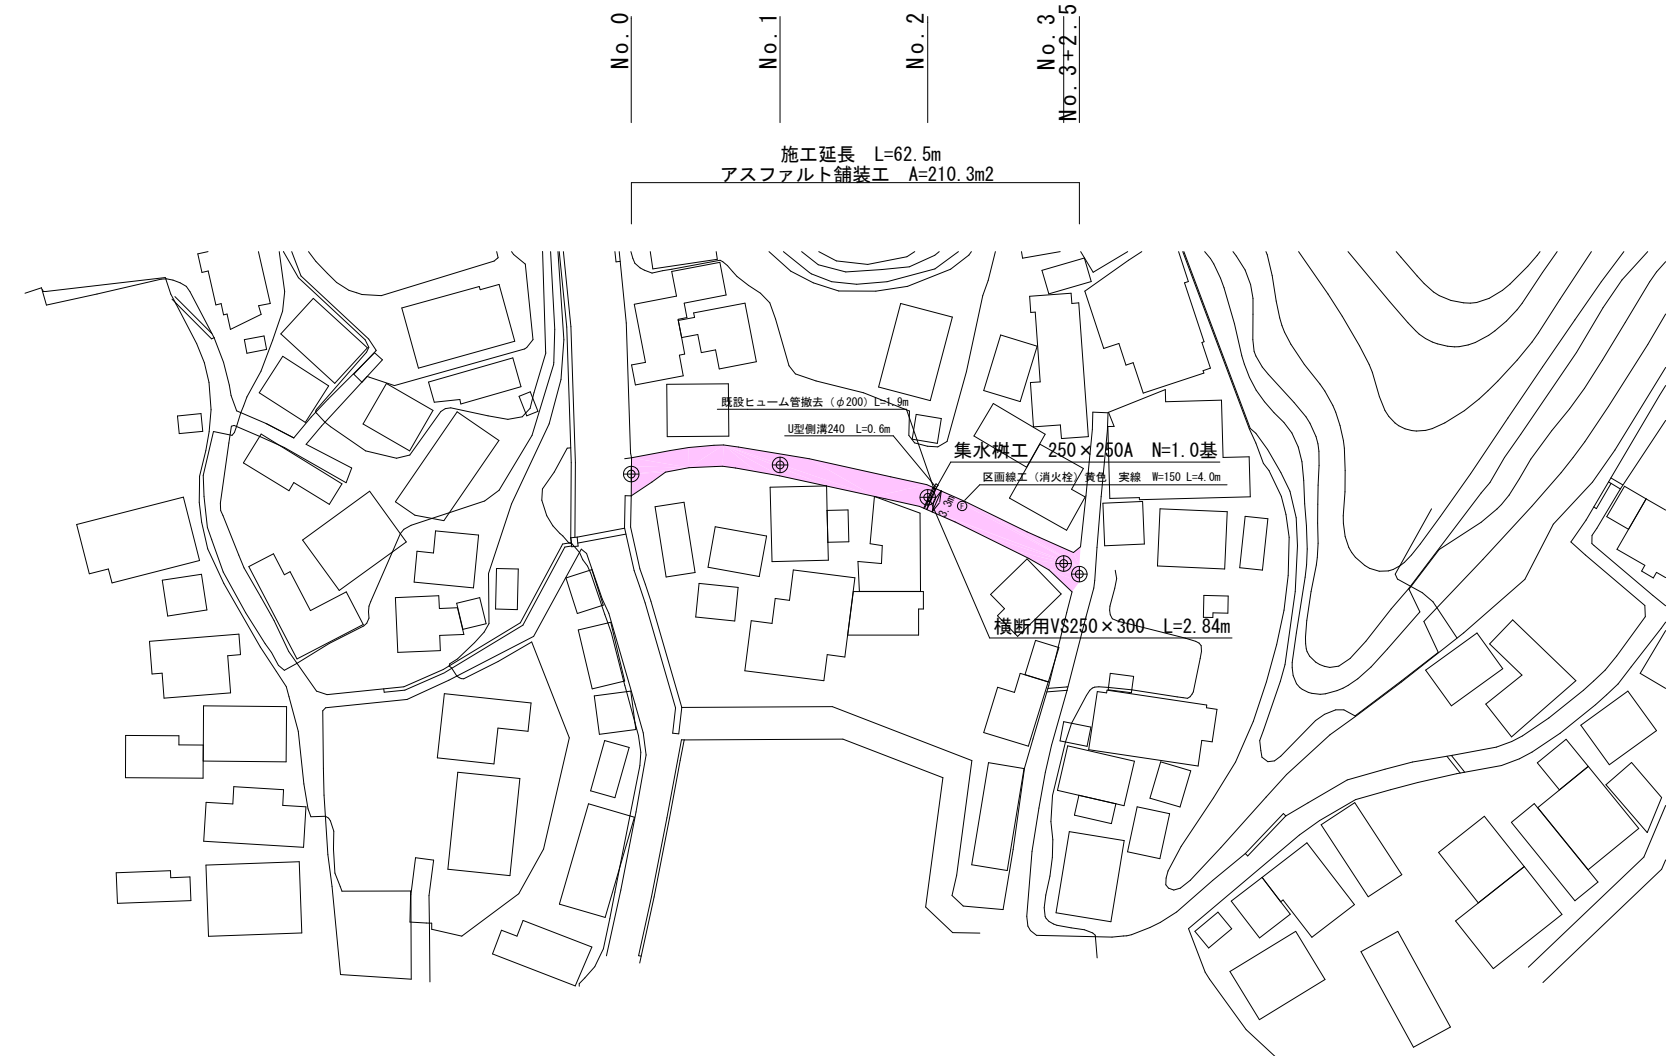 No.0
No.1
No.2
No.3
No.3+2.5
施工延長　L=62.5m
アスファルト舗装工　A=210.3m2
既設ヒューム管撤去（φ200）L=1.9m
U型側溝240　L=0.6m
集水桝工　250×250A　N=1.0基
区画線工（消火栓）黄色　実線　W=150 L=4.0m
3.3m
F
横断用VS250×300　L=2.84m